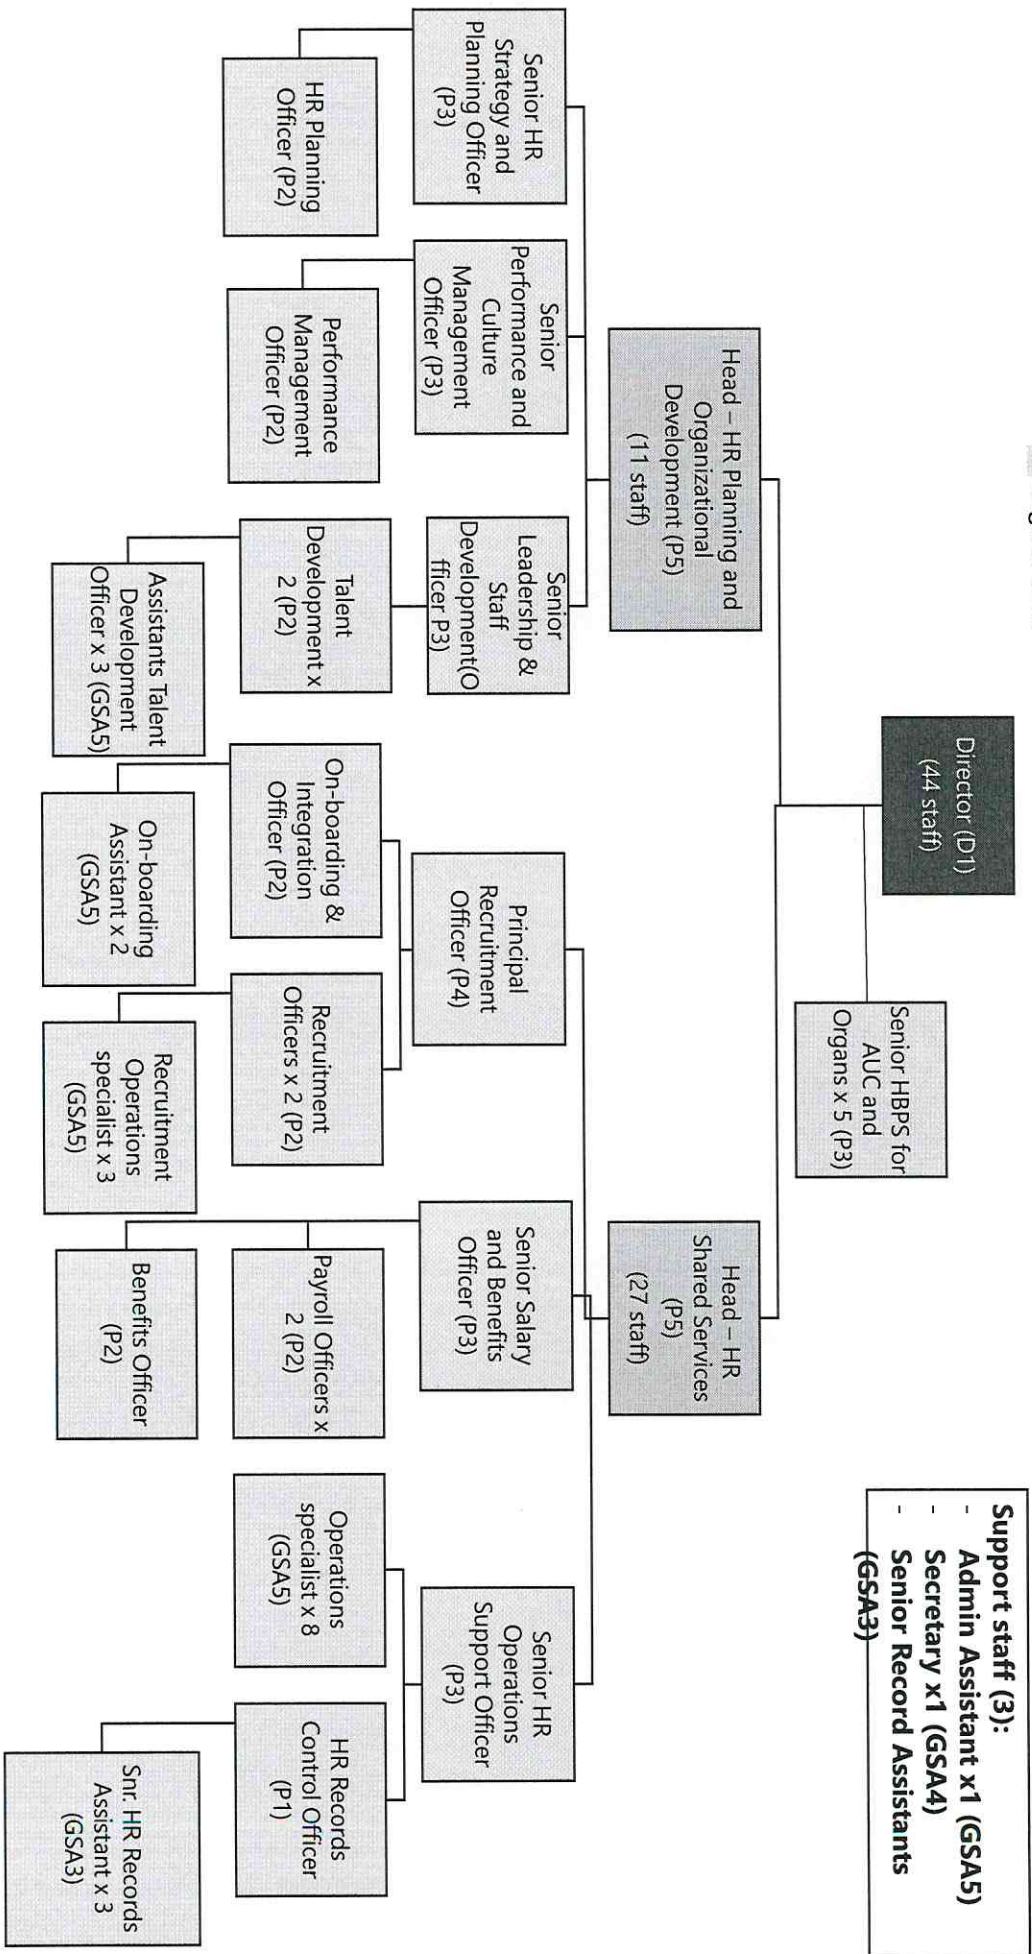 Director (D1)
(44 staff)
Senior HBPS for
AUC and
Organs x 5 (P3)
Support staff (3):
- Admin Assistant x1 (GSA5)
- Secretary x1 (GSA4)
- Senior Record Assistants
(GSA3)
Head – HR Planning and
Organizational
Development (P5)
(11 staff)
Head – HR
Shared Services
(P5)
(27 staff)
Senior HR
Strategy and
Planning Officer
(P3)
Senior
Performance and
Culture
Management
Officer (P3)
Senior
Leadership &
Staff
Development(O
fficer P3)
Principal
Recruitment
Officer (P4)
Senior Salary
and Benefits
Officer (P3)
Senior HR
Operations
Support Officer
(P3)
HR Planning
Officer (P2)
Performance
Management
Officer (P2)
Talent
Development x
2 (P2)
On-boarding &
Integration
Officer (P2)
Recruitment
Officers x 2 (P2)
Payroll Officers x
2 (P2)
Operations
specialist x 8
(GSA5)
HR Records
Control Officer
(P1)
Assistants Talent
Development
Officer x 3 (GSA5)
On-boarding
Assistant x 2
(GSA5)
Recruitment
Operations
specialist x 3
(GSA5)
Benefits Officer
(P2)
Snr. HR Records
Assistant x 3
(GSA3)